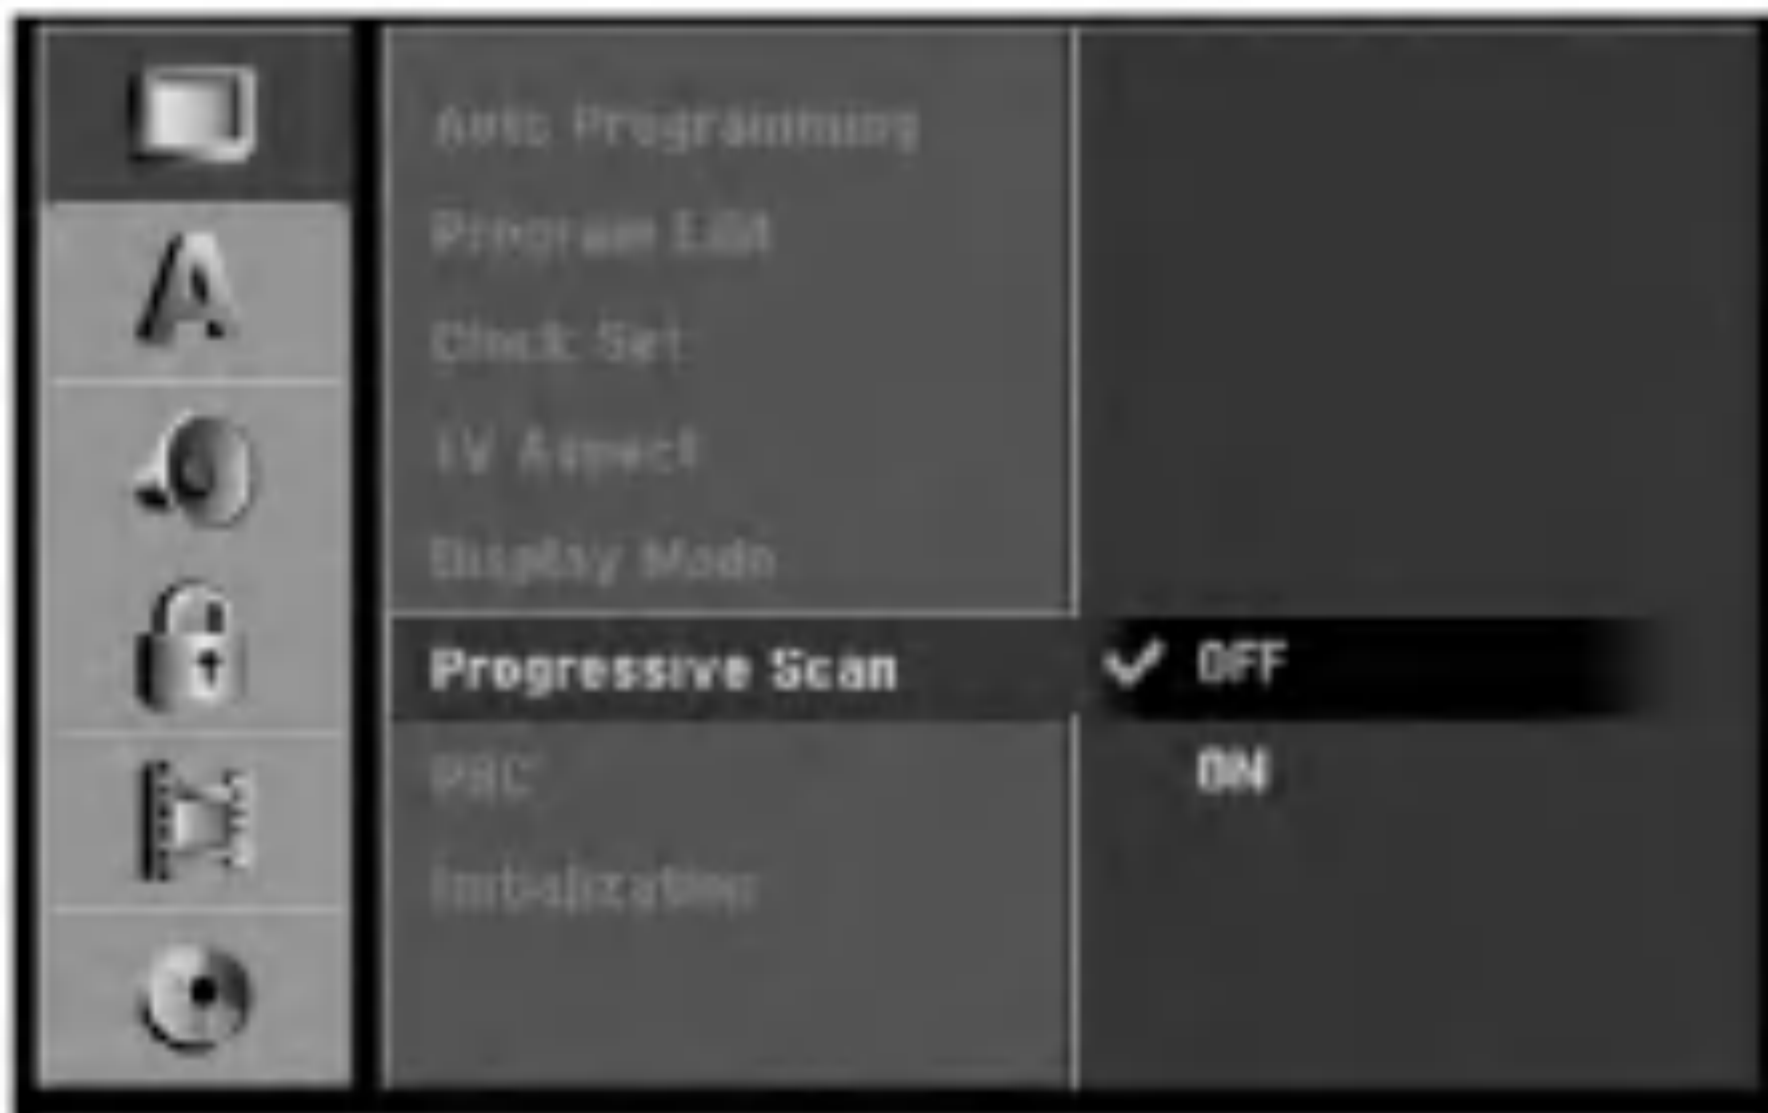 A
Auto Programming
Program Edit
Clock Set
TV Aspect
Display Mode
Progressive Scan
✓ OFF
ON
PBC
Initialization